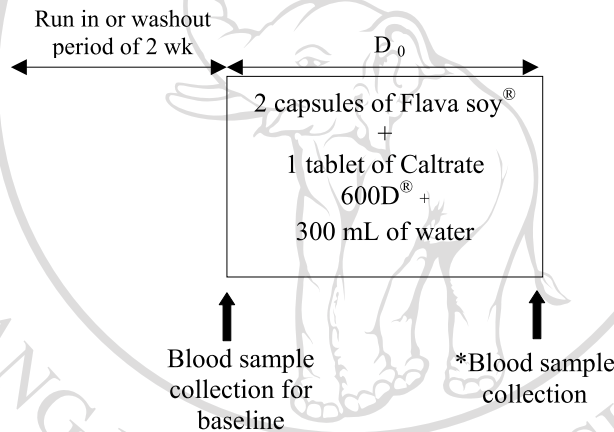 Run in or washout
period of 2 wk
D 0
2 capsules of Flava soy®
+
1 tablet of Caltrate
600D® +
300 mL of water
Blood sample
collection for
baseline
*Blood sample
collection
ANG